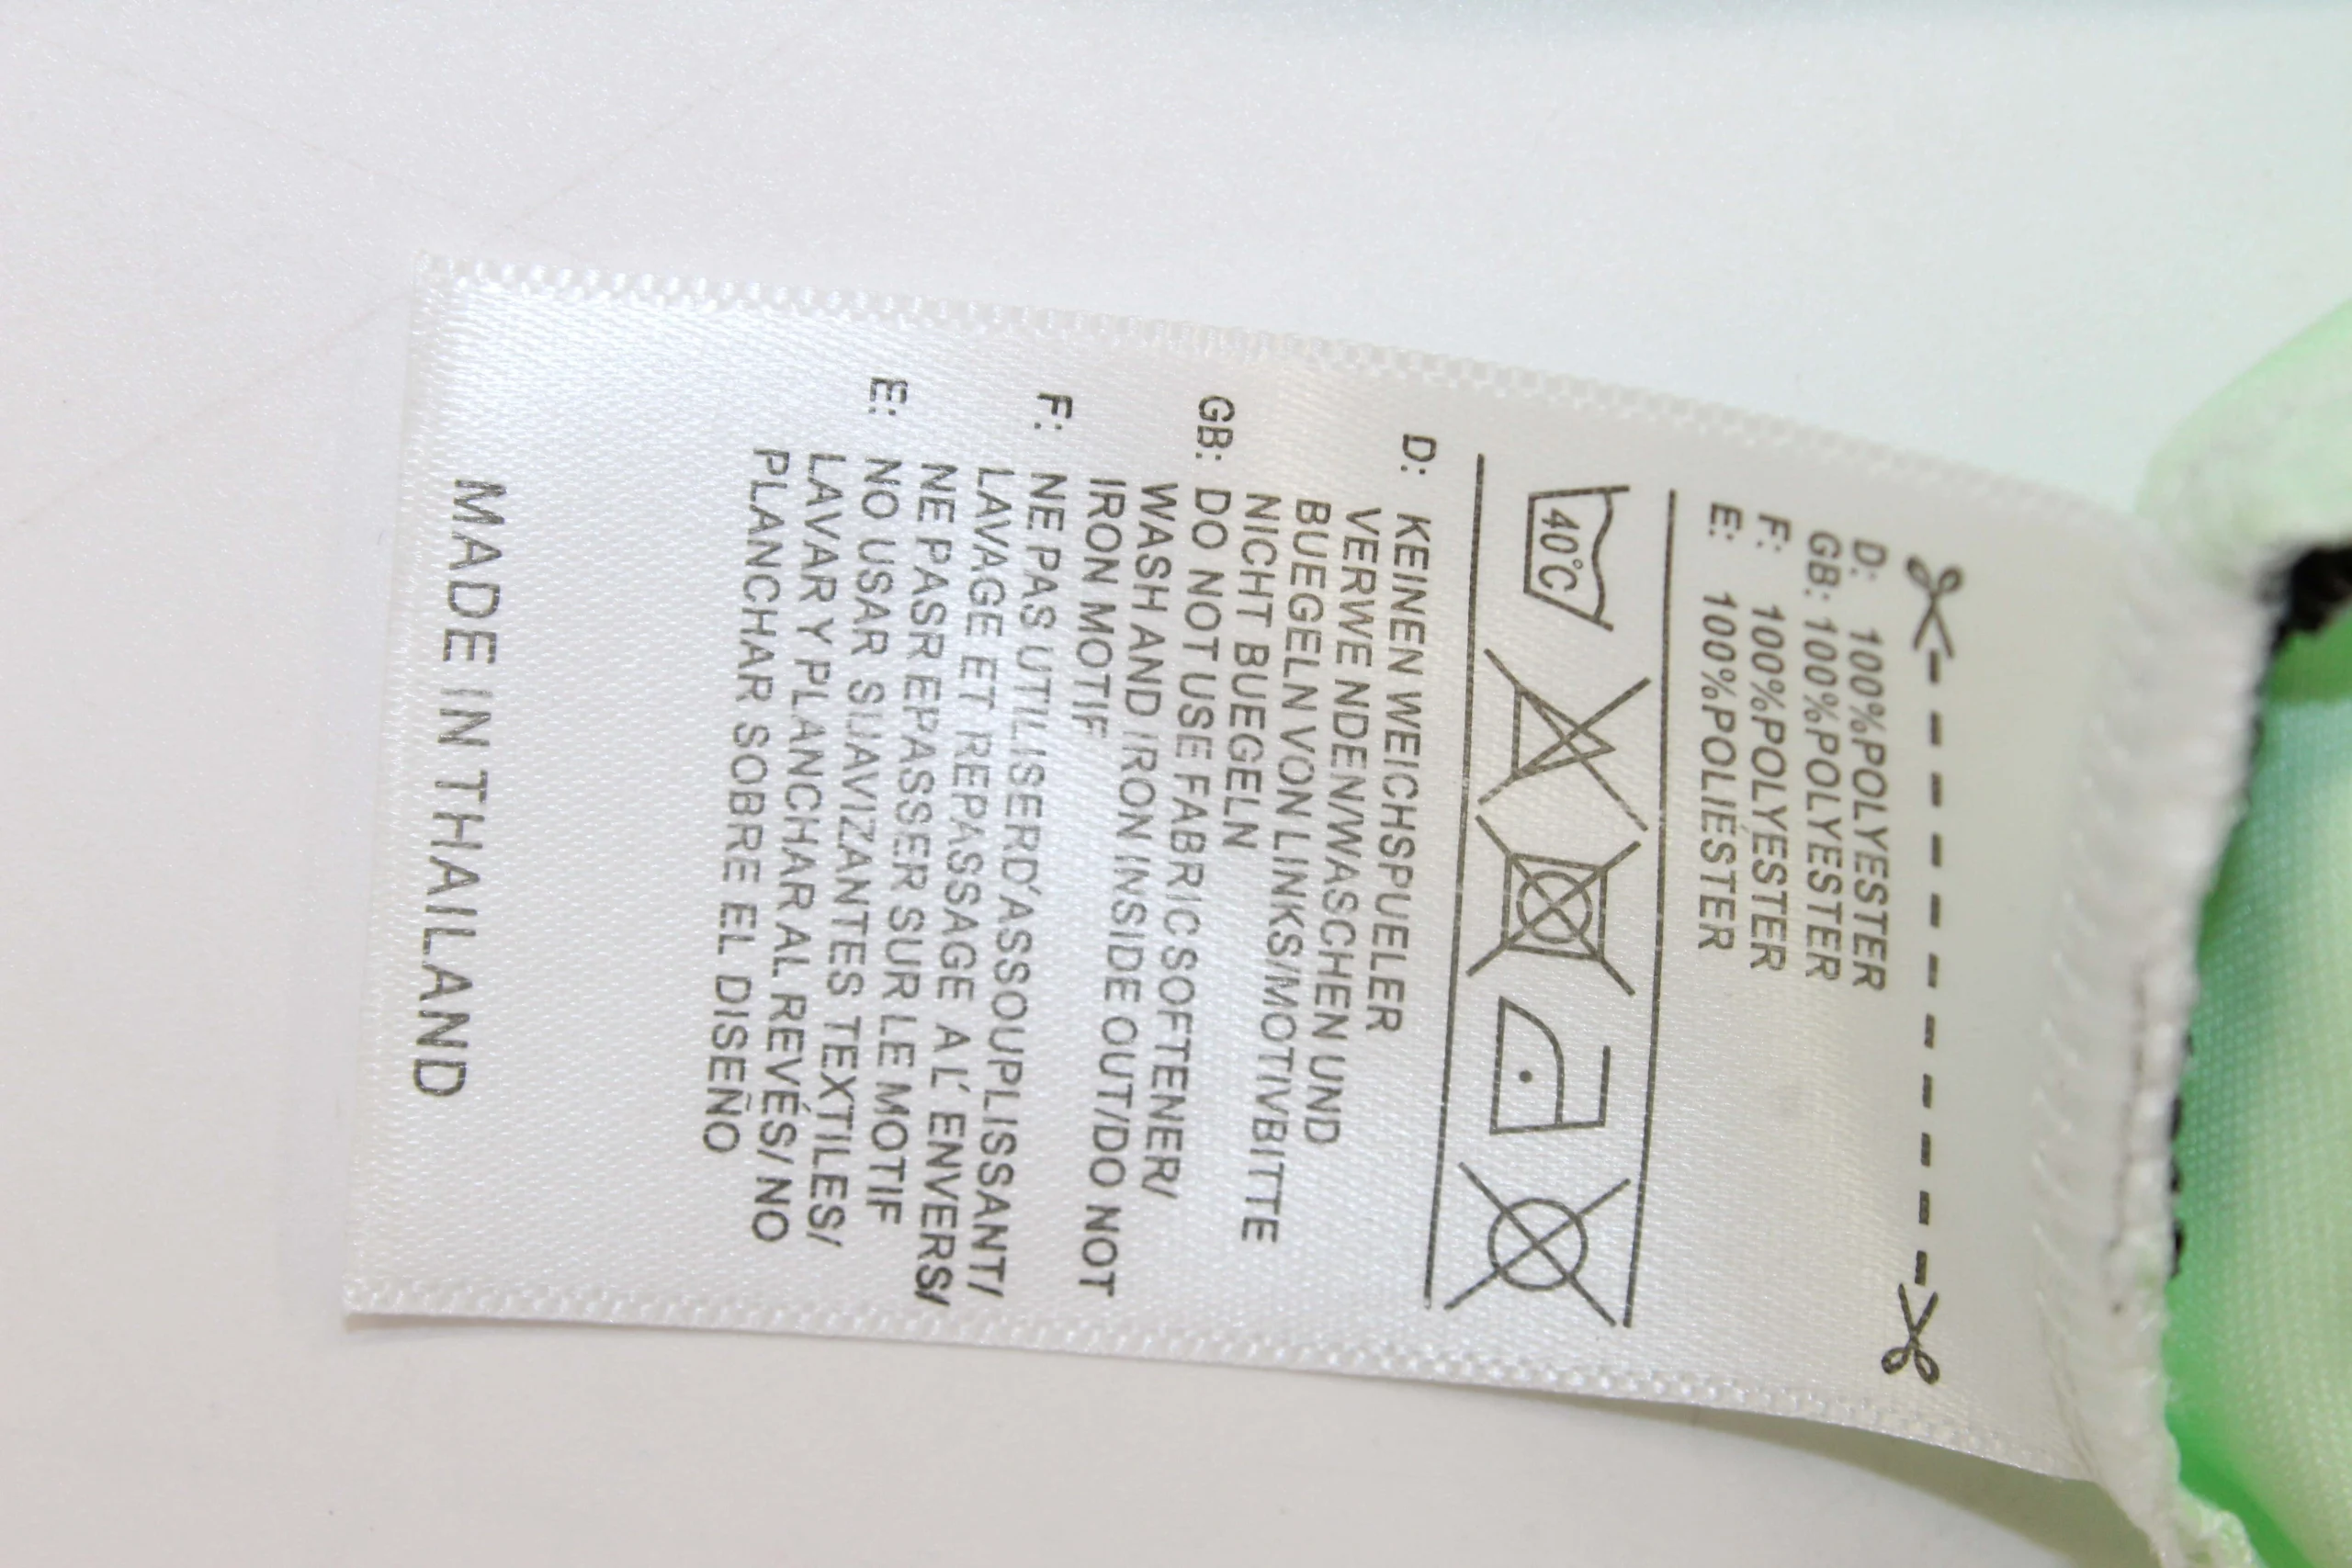 D: 100%POLYESTER
GB: 100%POLYESTER
F: 100%POLYESTER
E: 100%POLIÉSTER
40°C
D: KEINEN WEICHSPUELER
VERWE NDEN/WASCHEN UND
BUEGELN VON LINKS/MOTIV BITTE
NICHT BUEGELN
GB: DO NOT USE FABRIC SOFTENER/
WASH AND IRON INSIDE OUT/DO NOT
IRON MOTIF
F: NE PAS UTILISERD'ASSOUPLISSANT/
LAVAGE ET REPASSAGE A L' ENVERS/
NE PASR EPASSER SUR LE MOTIF
E: NO USAR SUAVIZANTES TEXTILES/
LAVAR Y PLANCHAR AL REVÉS/ NO
PLANCHAR SOBRE EL DISEÑO
MADE IN THAILAND